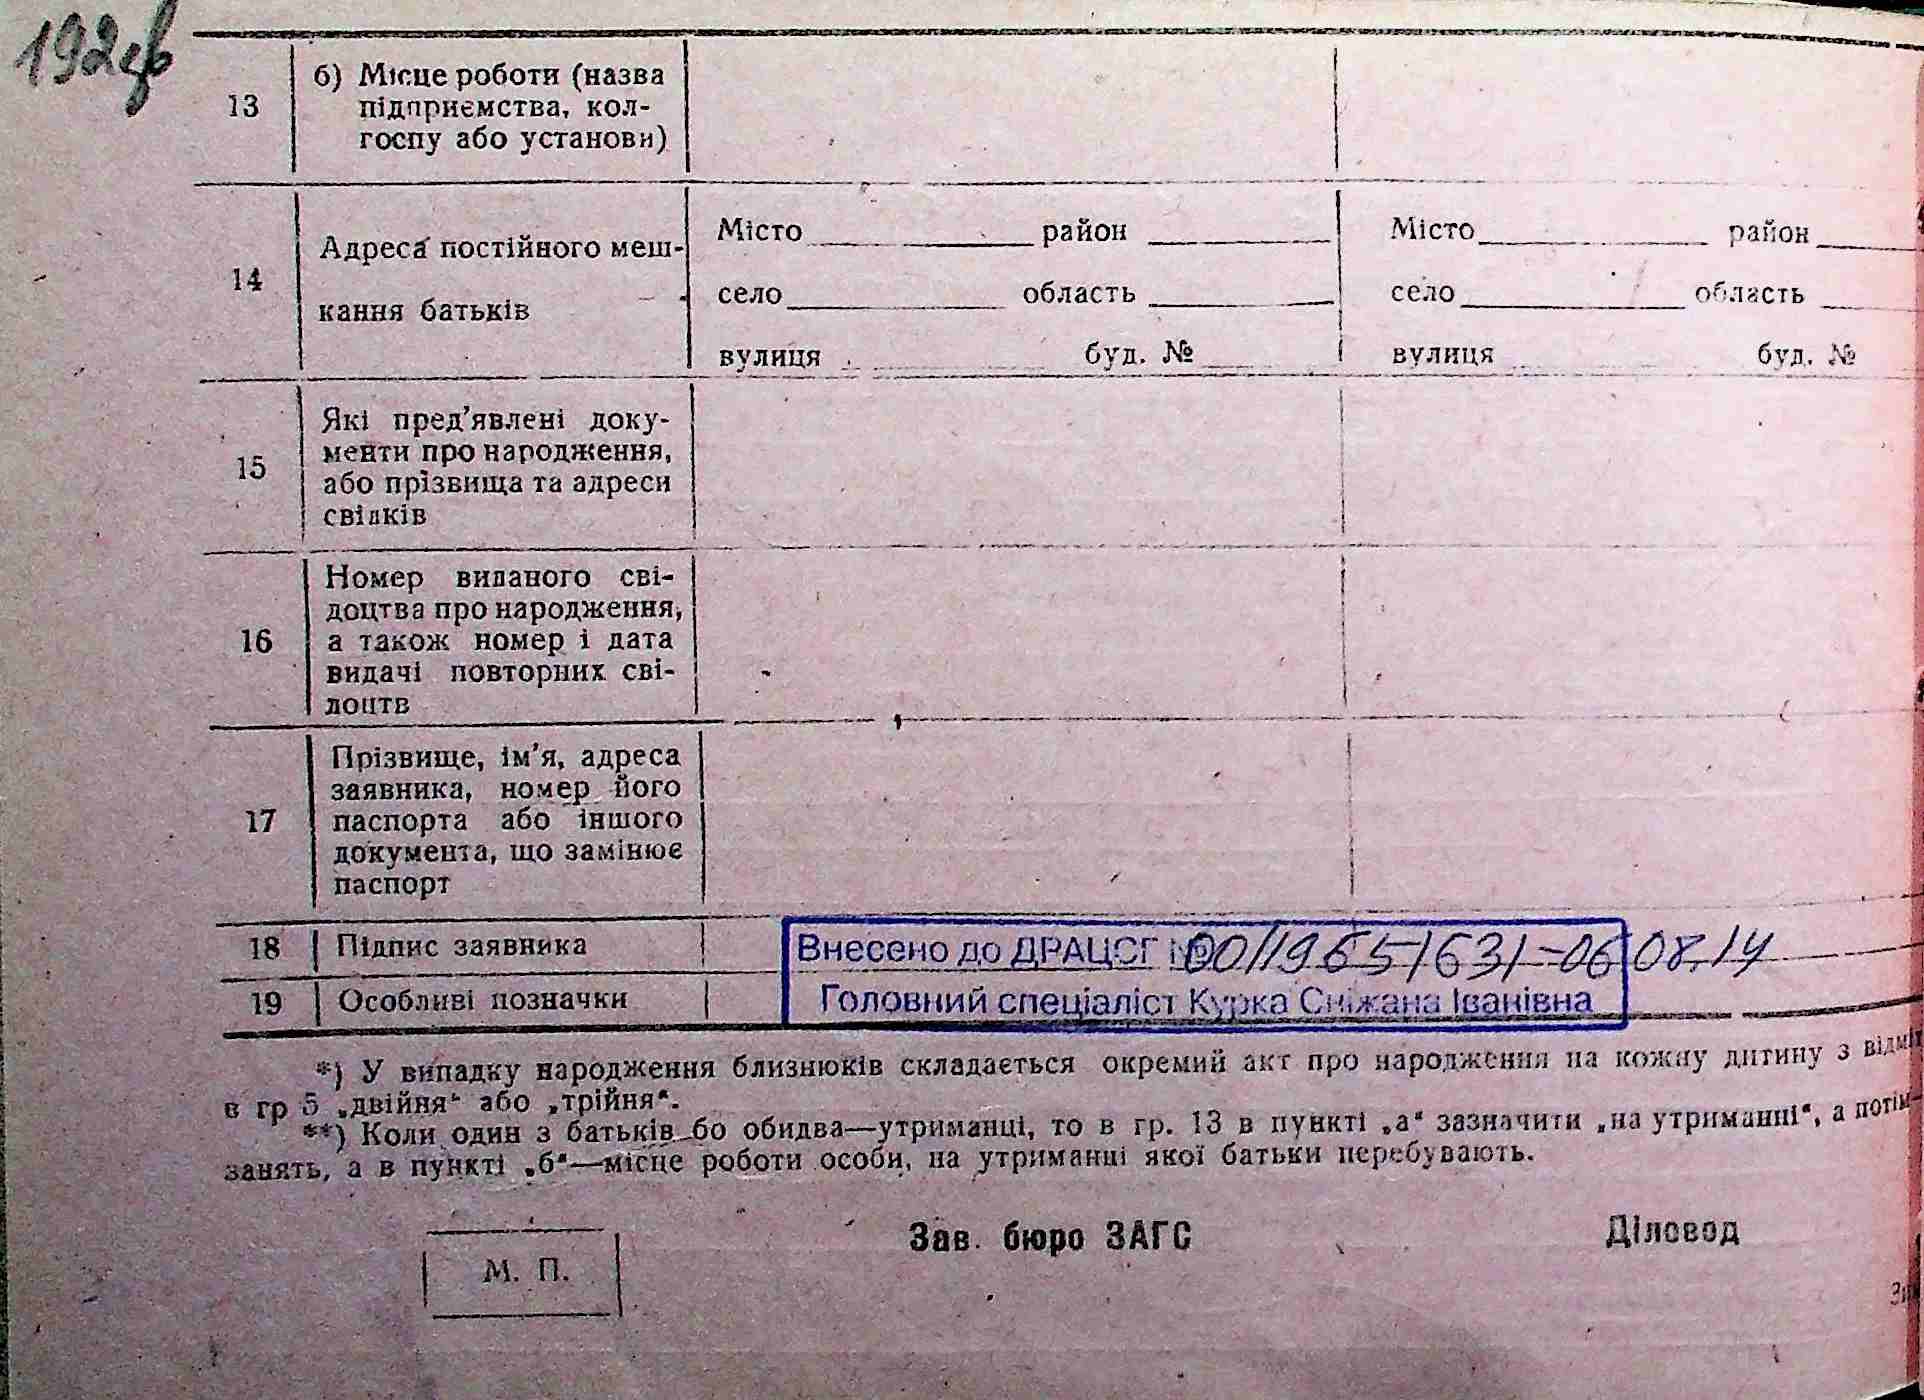 192зв
13
б) Місце роботи (назва
підприємства, кол-
госпу або установи)
14
Адреса постійного меш-
кання батьків
Місто район
село область
вулиця буд. №
Місто район
село область
вулиця буд. №
15
Які пред’явлені доку-
менти про народження,
або прізвища та адреси
свідків
16
Номер виданого сві-
доцтва про народження,
а також номер і дата
видачі повторних сві-
доцтв
17
Прізвище, ім’я, адреса
заявника, номер його
паспорта або іншого
документа, що замінює
паспорт
18 Підпис заявника
Внесено до ДРАЦСГ № 00119651631-06.08.14
19 Особливі позначки
Головний спеціаліст Курка Сніжана Іванівна
*) У випадку народження близнюків складається окремий акт про народження на кожну дитину з
в гр 5 „двійня“ або „трійня“.
**) Коли один з батьків бо обидва—утриманці, то в гр. 13 в пункті „а“ зазначити „на утриманні“, а потім—
занять, а в пункті „б“—місце роботи особи, на утриманні якої батьки перебувають.
Зав. бюро ЗАГС
Діловод
М. П.